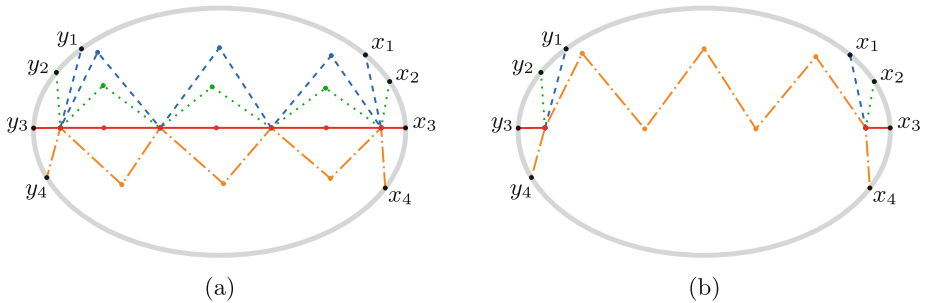 y1 x1 y1 x1
y2 x2 y2 x2
y3 x3 y3 x3
y4 x4 y4 x4
(a) (b)